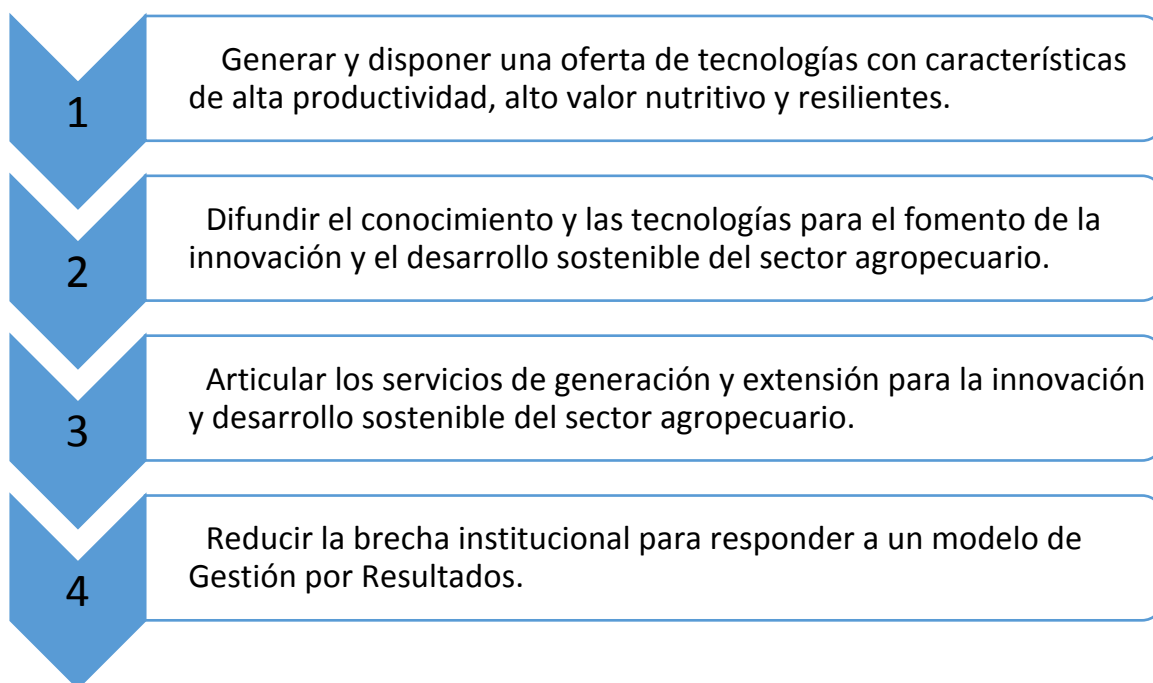 1
Generar y disponer una oferta de tecnologías con características
de alta productividad, alto valor nutritivo y resilientes.
2
Difundir el conocimiento y las tecnologías para el fomento de la
innovación y el desarrollo sostenible del sector agropecuario.
3
Articular los servicios de generación y extensión para la innovación
y desarrollo sostenible del sector agropecuario.
4
Reducir la brecha institucional para responder a un modelo de
Gestión por Resultados.